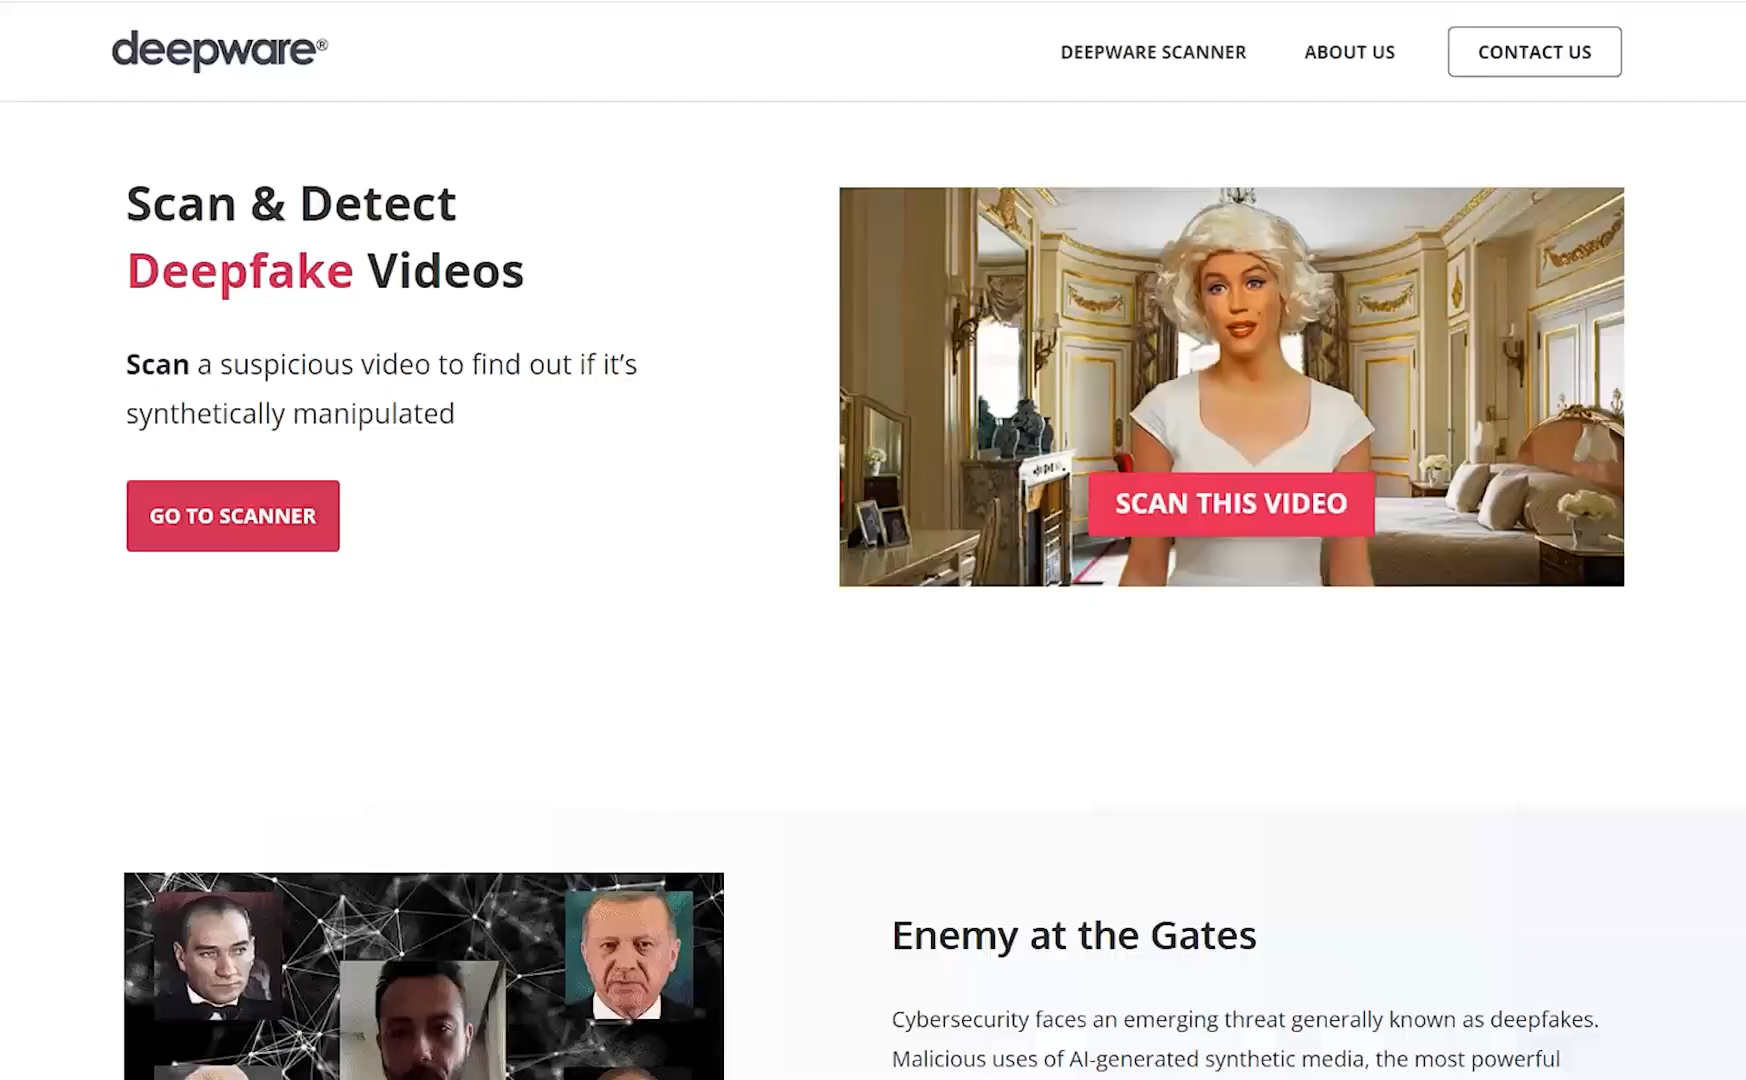 deepware®
DEEPWARE SCANNER
ABOUT US
CONTACT US
Scan & Detect
Deepfake Videos
Scan a suspicious video to find out if it’s
synthetically manipulated
GO TO SCANNER
SCAN THIS VIDEO
Enemy at the Gates
Cybersecurity faces an emerging threat generally known as deepfakes.
Malicious uses of AI-generated synthetic media, the most powerful